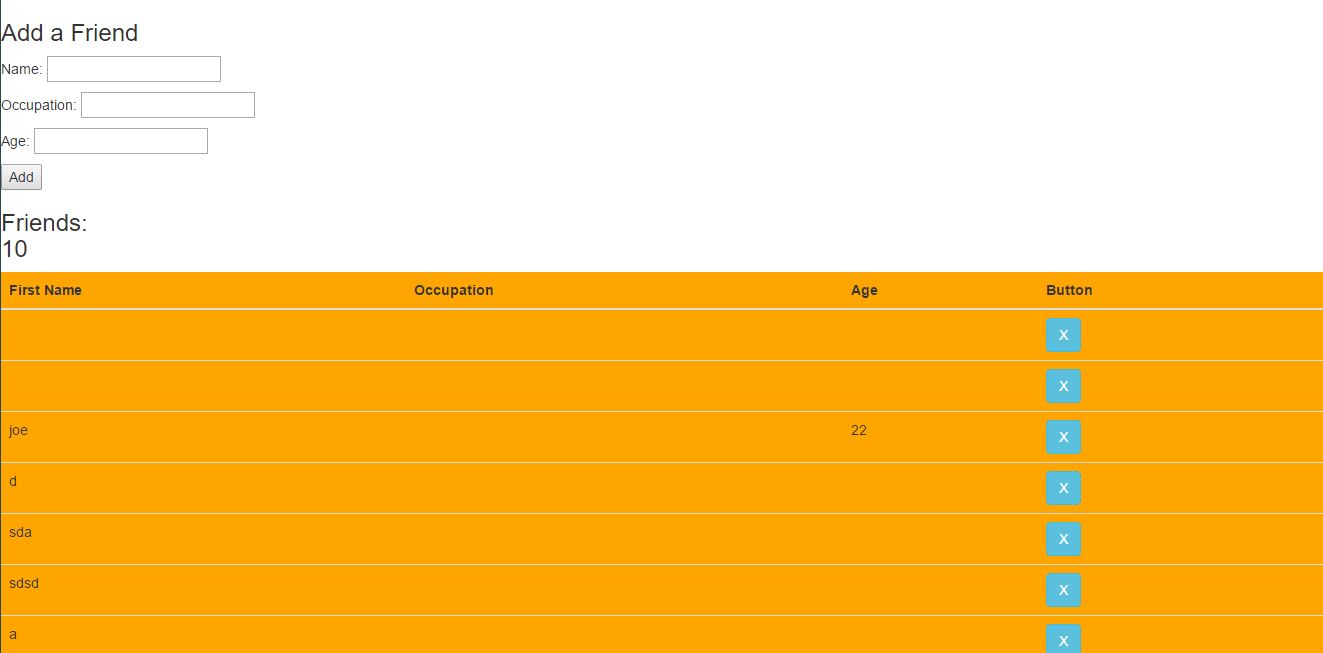 Add a Friend
Name:
Occupation:
Age:
Add
Friends:
10
First Name Occupation Age Button
X
X
joe 22 X
d X
sda X
sdsd X
a X